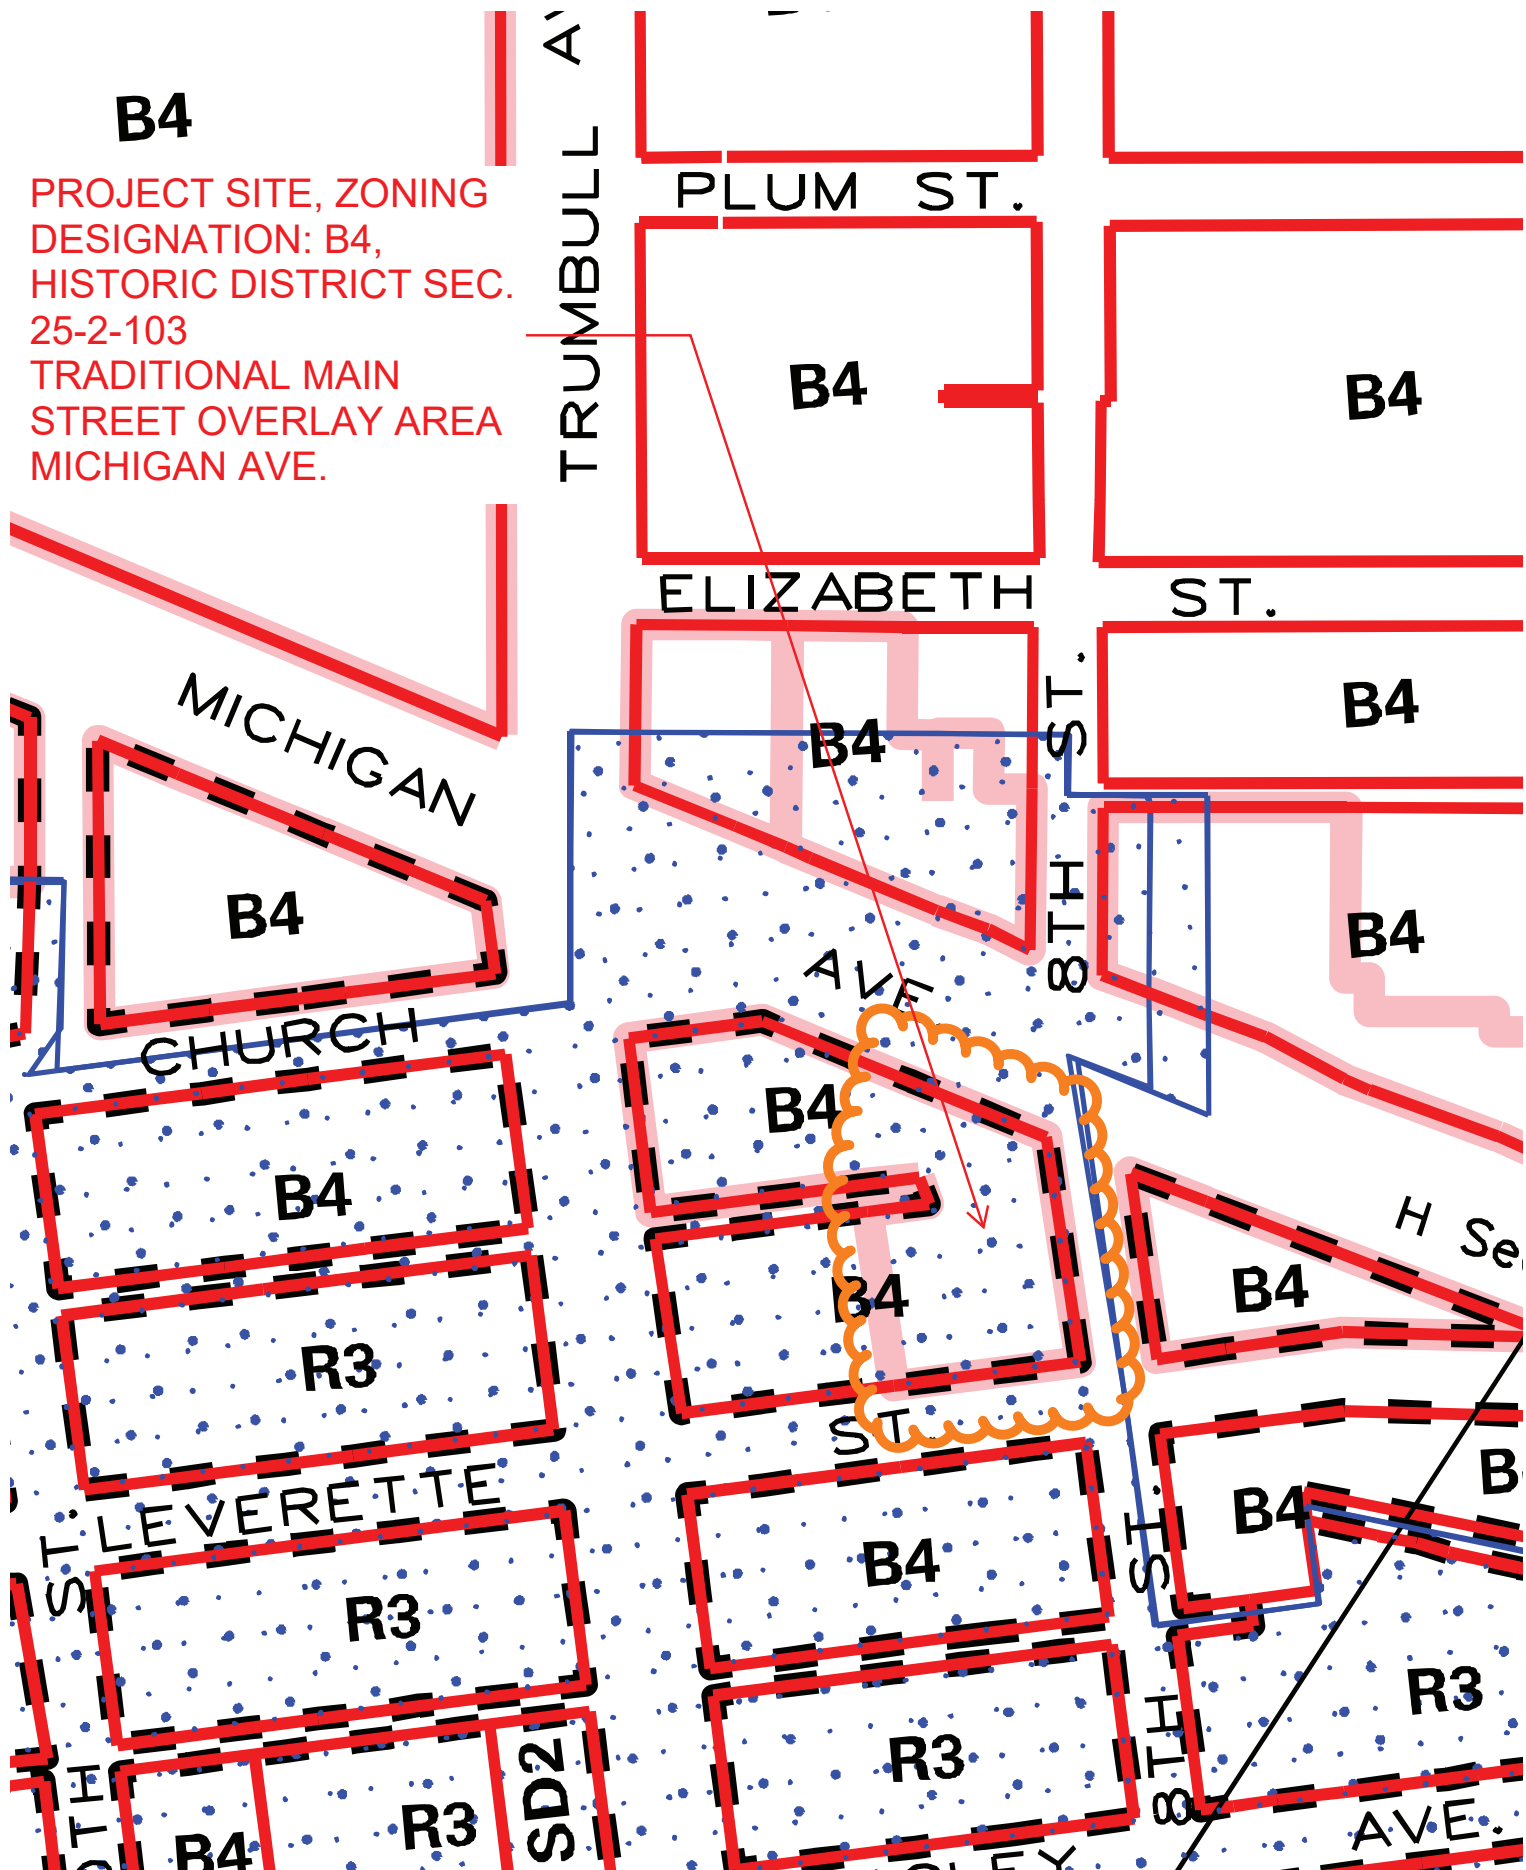 B4
TRUMBULL
PLUM ST.
PROJECT SITE, ZONING
DESIGNATION: B4,
HISTORIC DISTRICT SEC.
25-2-103
TRADITIONAL MAIN
STREET OVERLAY AREA
MICHIGAN AVE.
B4
B4
ELIZABETH ST.
MICHIGAN AVE
8TH ST.
B4
B4
B4
B4
CHURCH
B4
B4
B4
B4
B4
R3
H
LEVERETTE ST.
ST.
B4
B4
R3
R3
R3
8TH ST.
SD2
R3
B4
AVE.